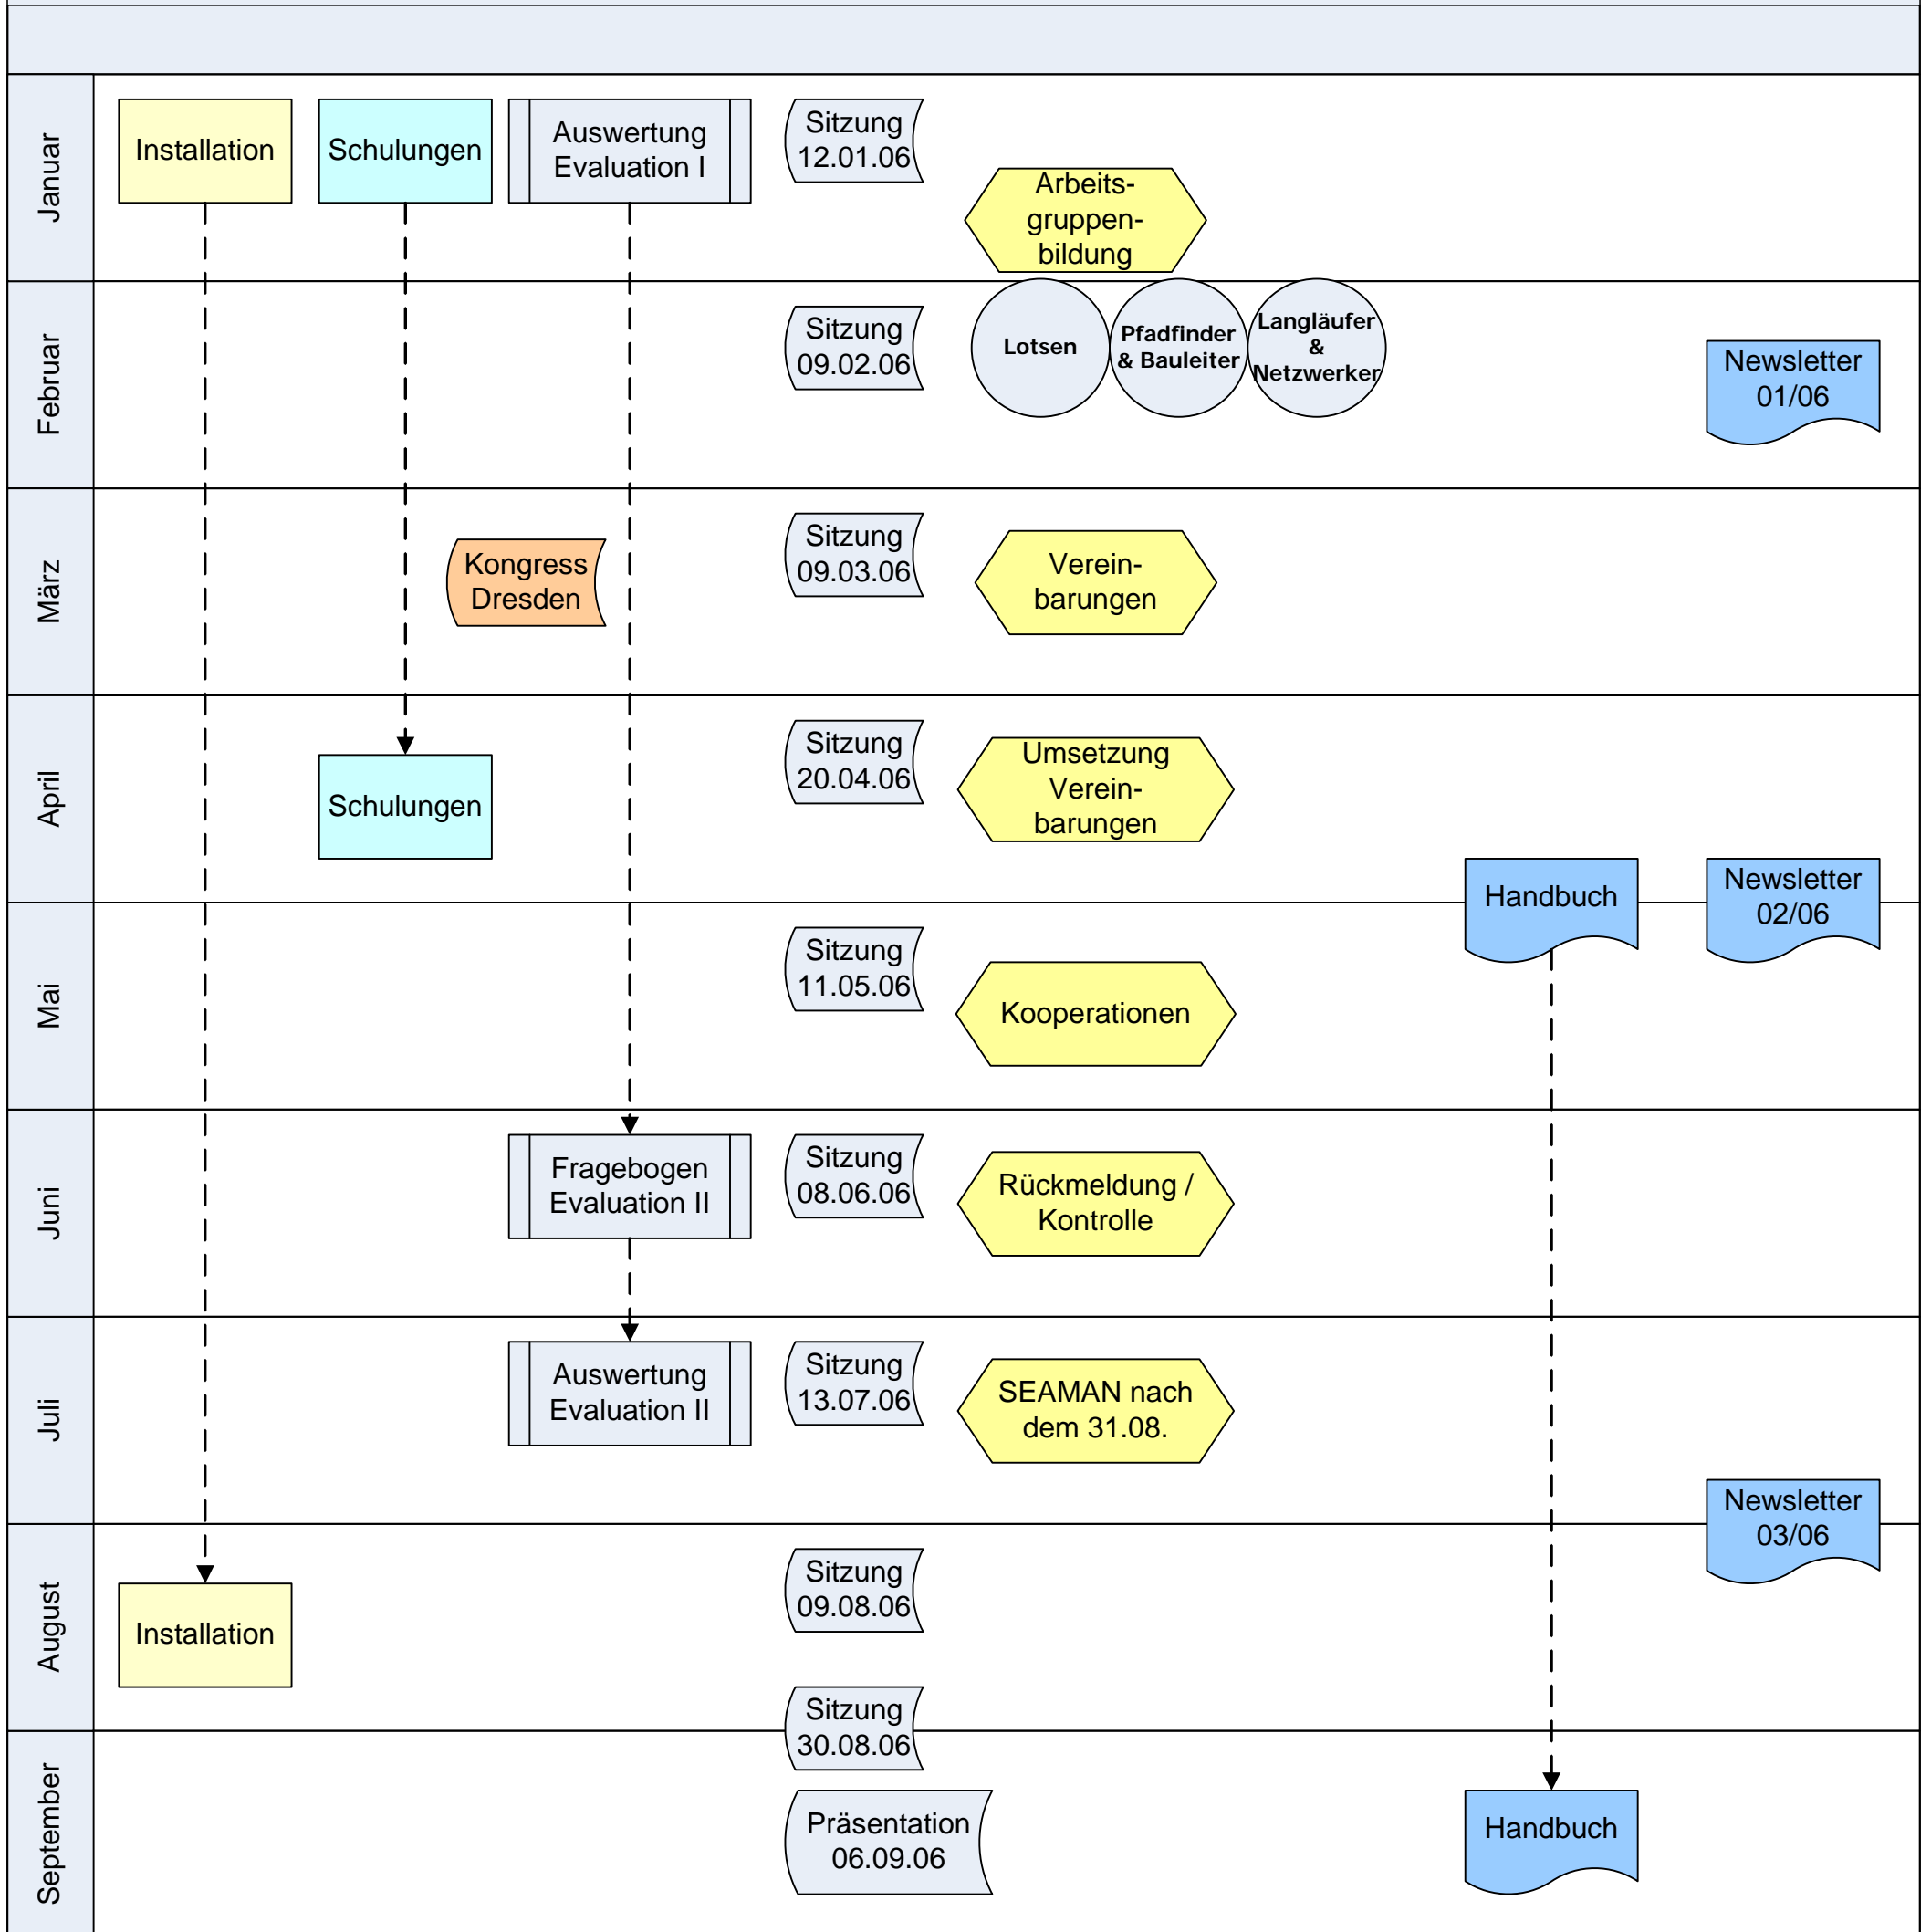 Januar
Installation
Schulungen
Auswertung
Evaluation I
Sitzung
12.01.06
Arbeits-
gruppen-
bildung
Februar
Sitzung
09.02.06
Lotsen
Pfadfinder
& Bauleiter
Langläufer
&
Netzwerker
Newsletter
01/06
März
Kongress
Dresden
Sitzung
09.03.06
Verein-
barungen
April
Schulungen
Sitzung
20.04.06
Umsetzung
Verein-
barungen
Handbuch
Newsletter
02/06
Mai
Sitzung
11.05.06
Kooperationen
Juni
Fragebogen
Evaluation II
Sitzung
08.06.06
Rückmeldung /
Kontrolle
Juli
Auswertung
Evaluation II
Sitzung
13.07.06
SEAMAN nach
dem 31.08.
Newsletter
03/06
August
Installation
Sitzung
09.08.06
Sitzung
30.08.06
September
Präsentation
06.09.06
Handbuch